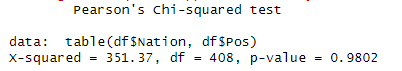 Pearson's Chi-squared test
data:  table(df$Nation, df$Pos)
X-squared = 351.37, df = 408, p-value = 0.9802